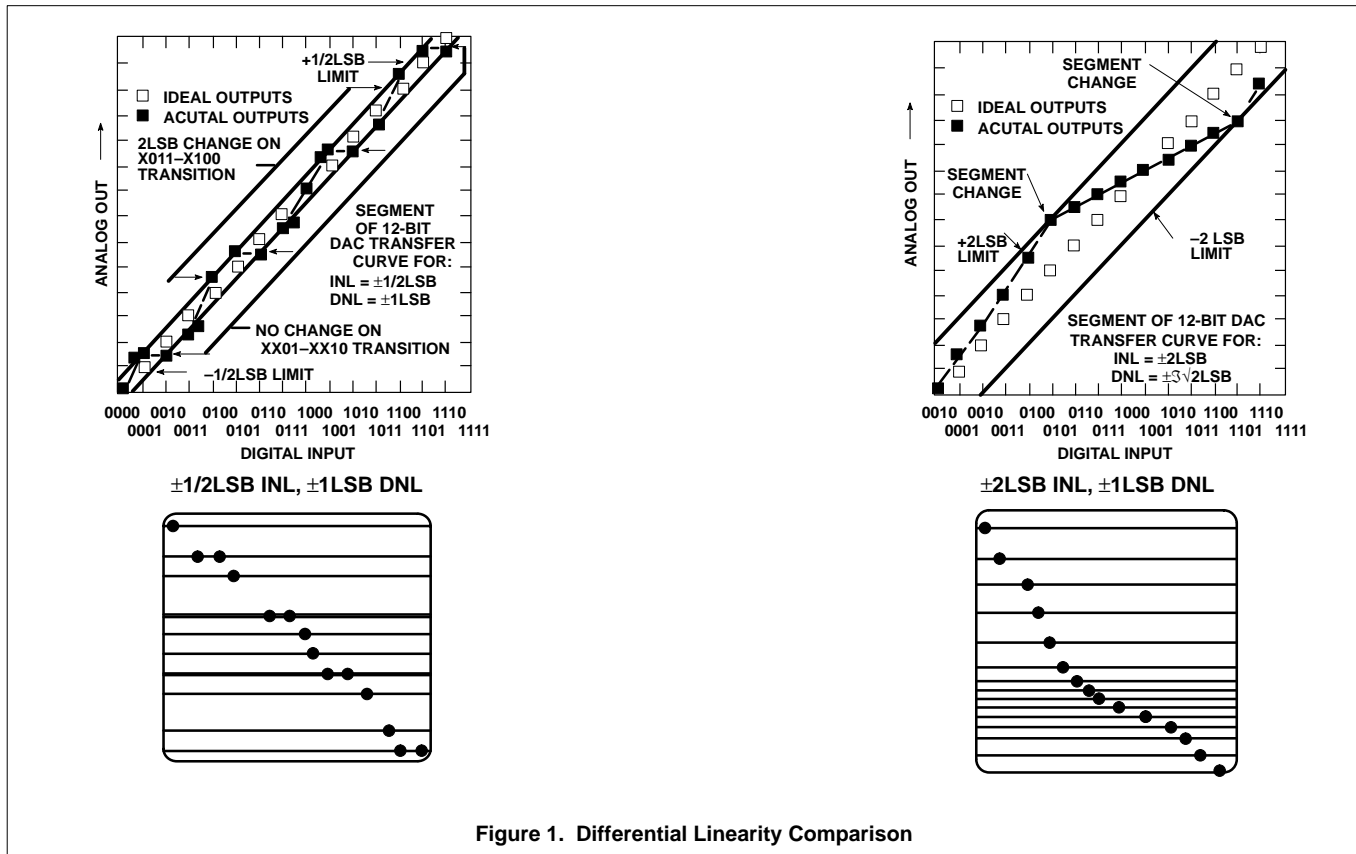 +1/2LSB
LIMIT
IDEAL OUTPUTS
ACUTAL OUTPUTS
2LSB CHANGE ON
X011–X100
TRANSITION
ANALOG OUT
SEGMENT
OF 12-BIT
DAC TRANSFER
CURVE FOR:
INL = ±1/2LSB
DNL = ±1LSB
NO CHANGE ON
XX01–XX10 TRANSITION
–1/2LSB LIMIT
0000 0010 0100 0110 1000 1010 1100 1110
0001 0011 0101 0111 1001 1011 1101 1111
DIGITAL INPUT
±1/2LSB INL, ±1LSB DNL
SEGMENT
CHANGE
IDEAL OUTPUTS
ACUTAL OUTPUTS
ANALOG OUT
SEGMENT
CHANGE
+2LSB
LIMIT
–2 LSB
LIMIT
SEGMENT OF 12-BIT DAC
TRANSFER CURVE FOR:
INL = ±2LSB
DNL = ±ℑ√2LSB
0010 0010 0100 0110 1000 1010 1100 1110
0001 0011 0101 0111 1001 1011 1101 1111
DIGITAL INPUT
±2LSB INL, ±1LSB DNL
Figure 1. Differential Linearity Comparison